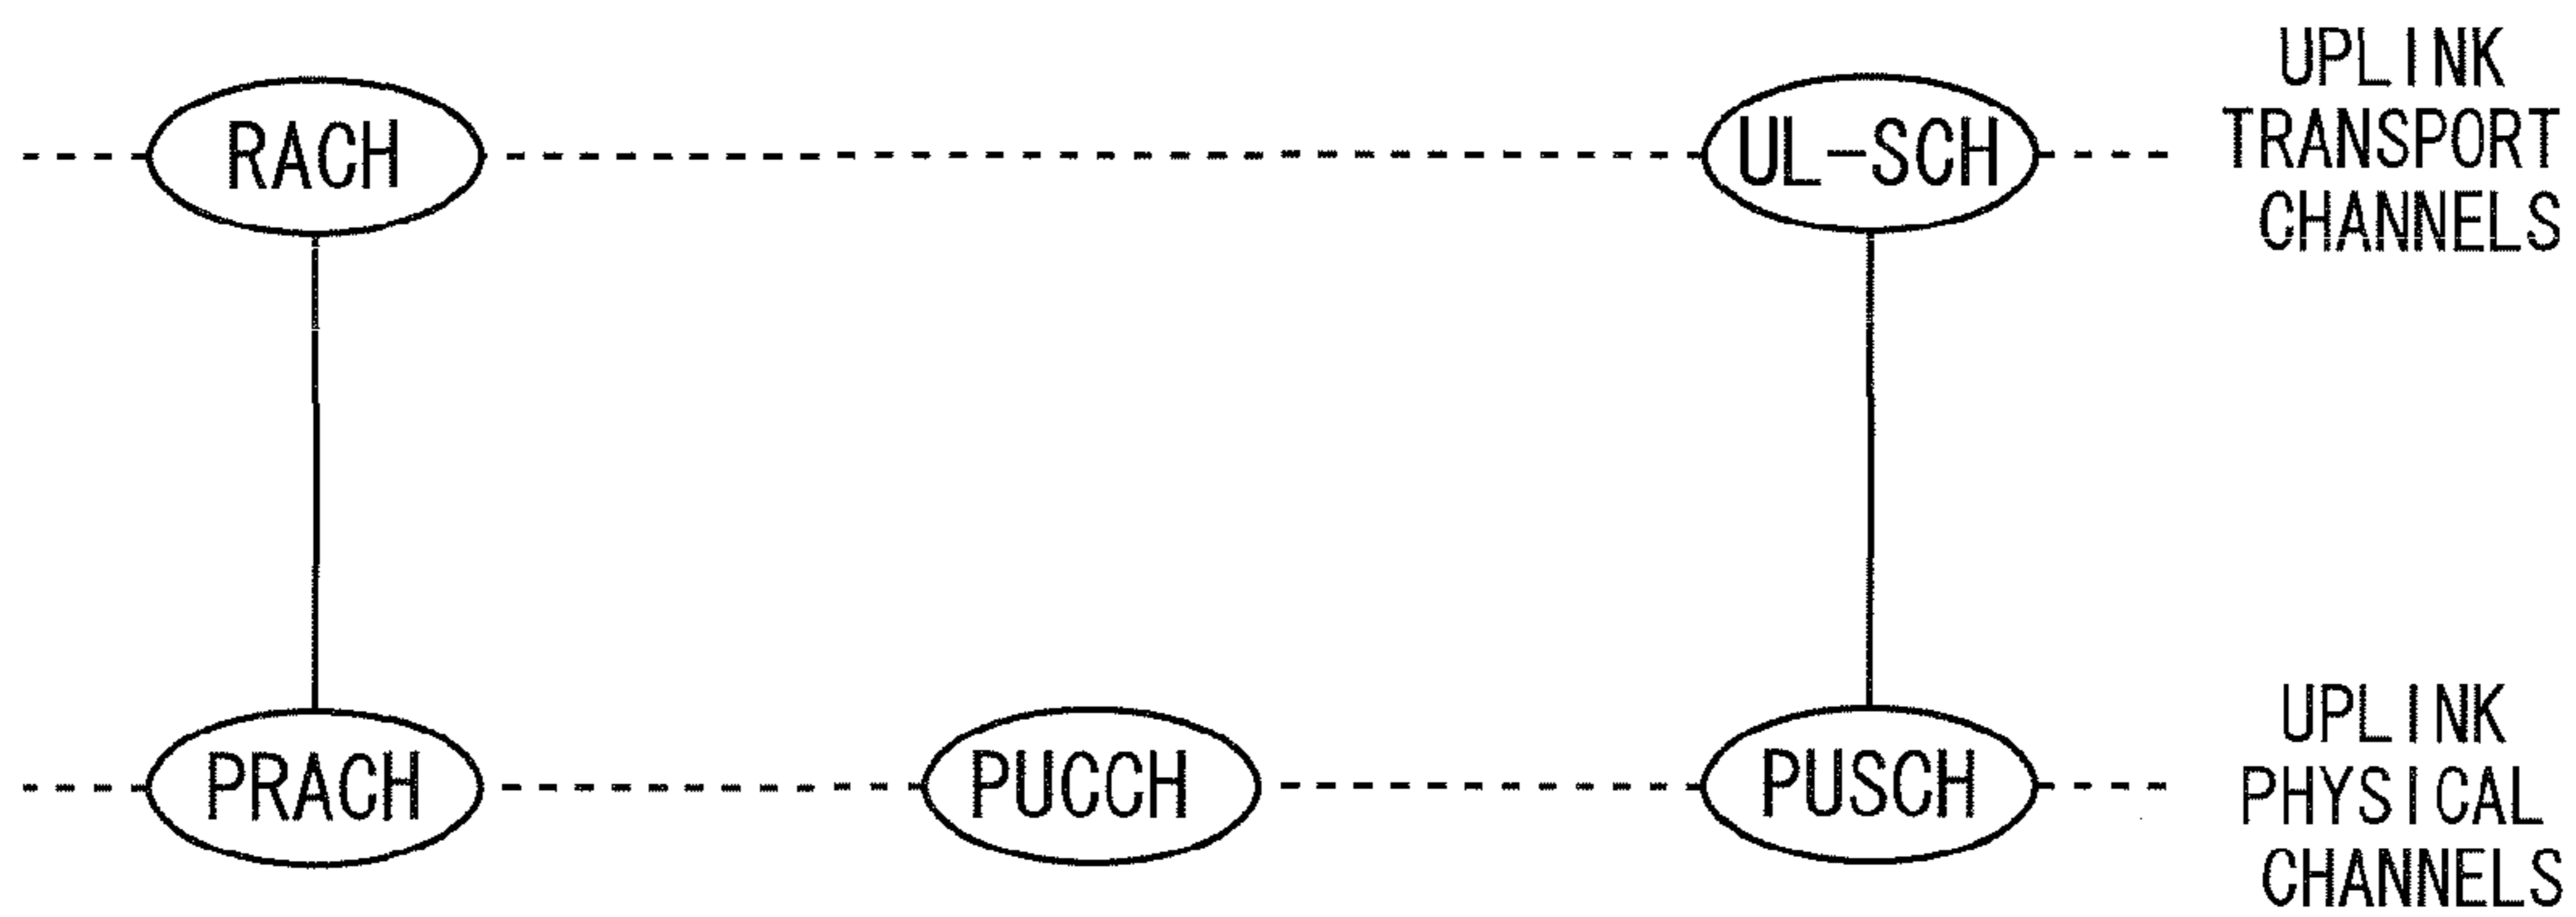 RACH
UL-SCH
UPLINK
TRANSPORT
CHANNELS
PRACH
PUCCH
PUSCH
UPLINK
PHYSICAL
CHANNELS